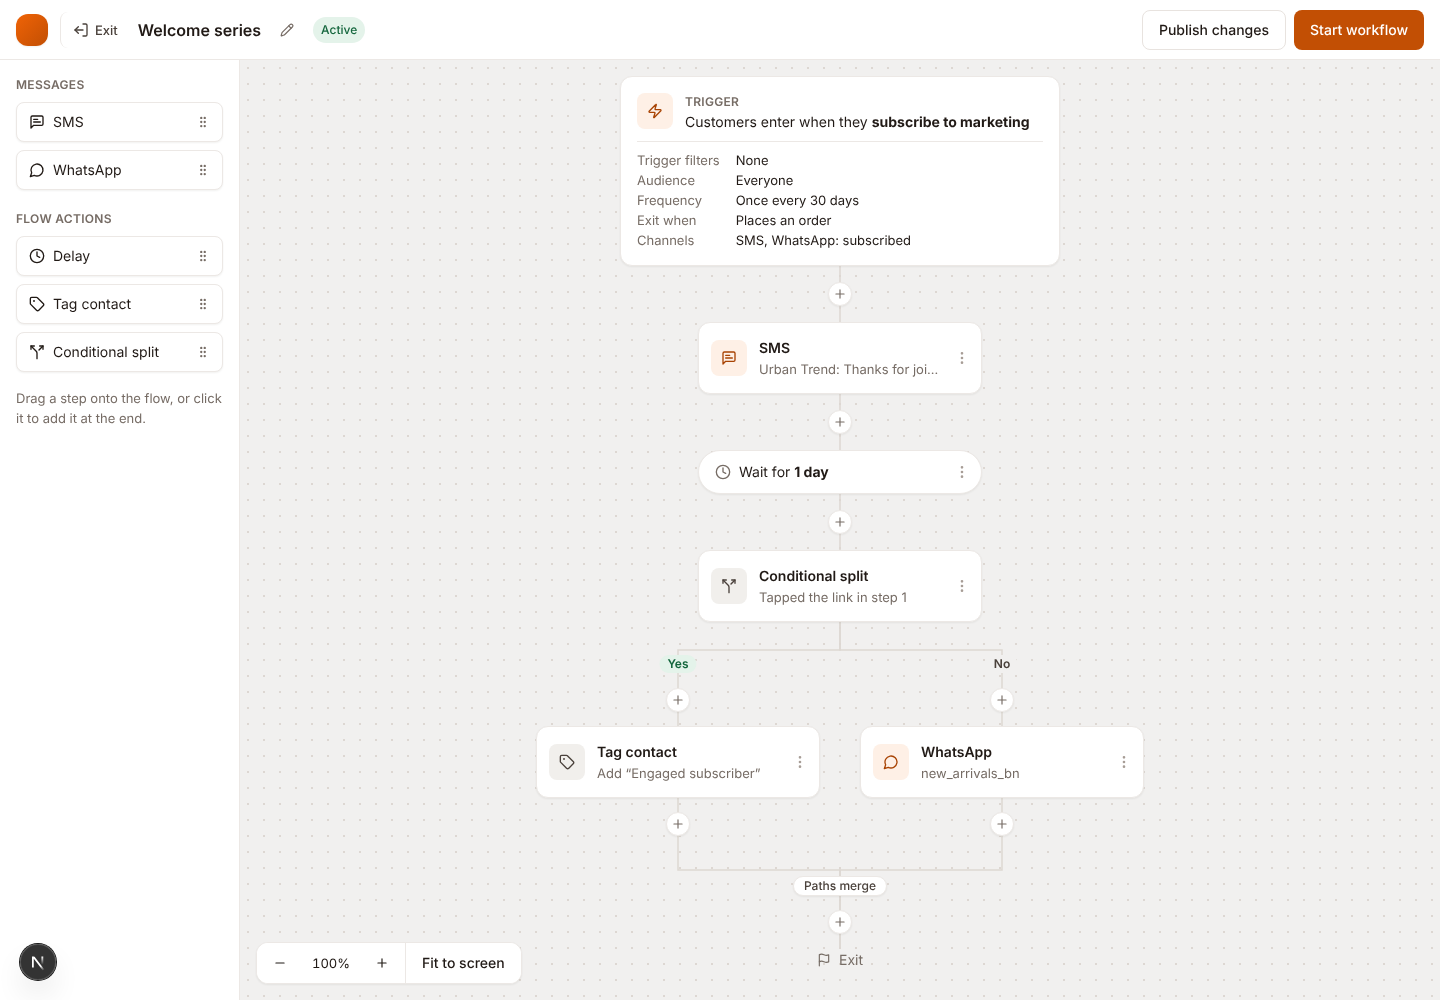 Exit
Welcome series
Active
Publish changes
Start workflow
MESSAGES
SMS
WhatsApp
FLOW ACTIONS
Delay
Tag contact
Conditional split
Drag a step onto the flow, or click
it to add it at the end.
TRIGGER
Customers enter when they subscribe to marketing
Trigger filters None
Audience Everyone
Frequency Once every 30 days
Exit when Places an order
Channels SMS, WhatsApp: subscribed
SMS
Urban Trend: Thanks for joi...
Wait for 1 day
Conditional split
Tapped the link in step 1
Yes
No
Tag contact
Add “Engaged subscriber”
WhatsApp
new_arrivals_bn
Paths merge
Exit
100%
Fit to screen
N